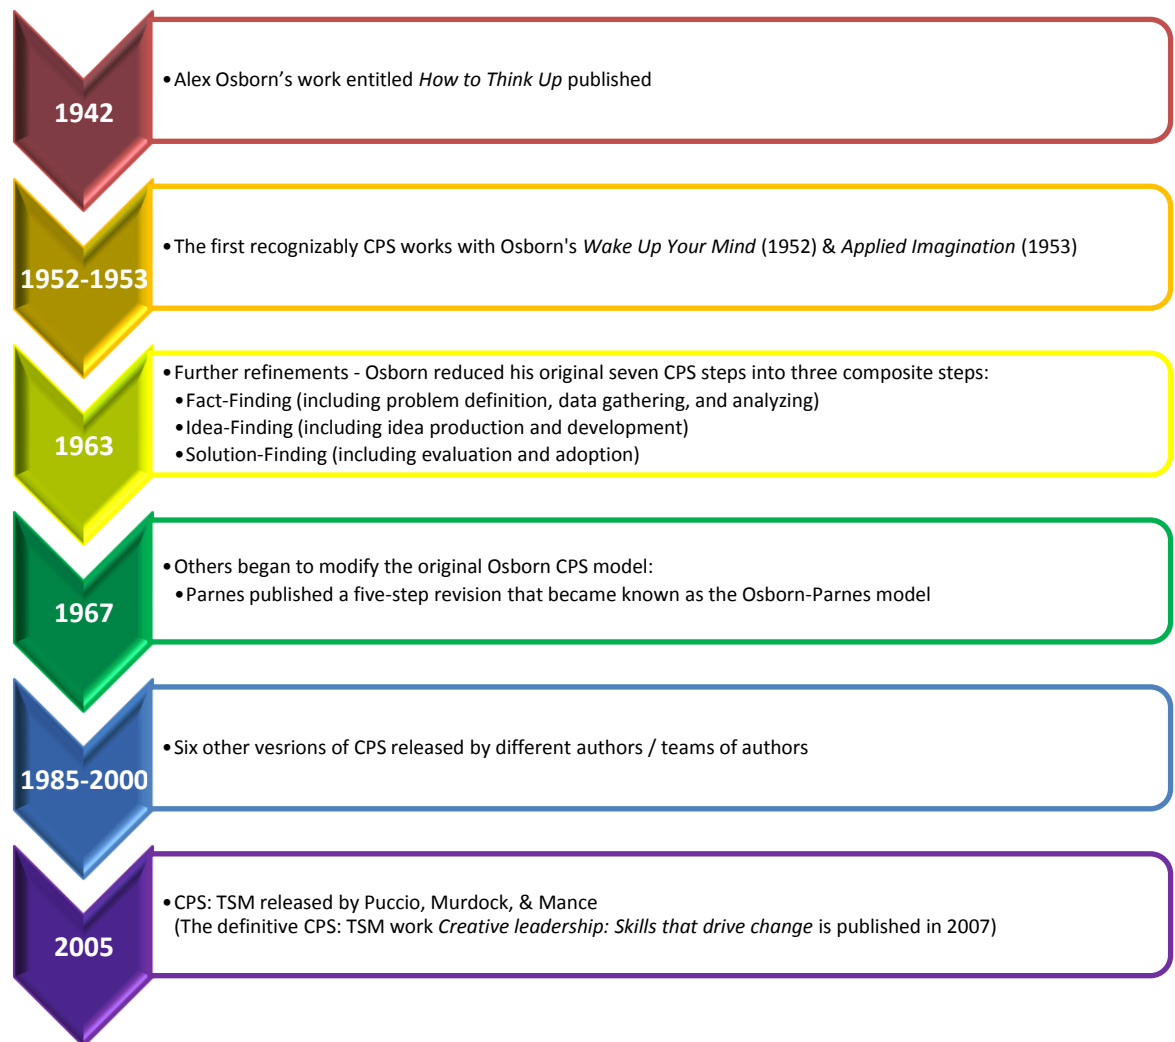 1942
•Alex Osborn’s work entitled How to Think Up published
1952-1953
•The first recognizably CPS works with Osborn's Wake Up Your Mind (1952) & Applied Imagination (1953)
1963
•Further refinements - Osborn reduced his original seven CPS steps into three composite steps:
•Fact-Finding (including problem definition, data gathering, and analyzing)
•Idea-Finding (including idea production and development)
•Solution-Finding (including evaluation and adoption)
1967
•Others began to modify the original Osborn CPS model:
•Parnes published a five-step revision that became known as the Osborn-Parnes model
1985-2000
•Six other vesrions of CPS released by different authors / teams of authors
2005
•CPS: TSM released by Puccio, Murdock, & Mance
(The definitive CPS: TSM work Creative leadership: Skills that drive change is published in 2007)